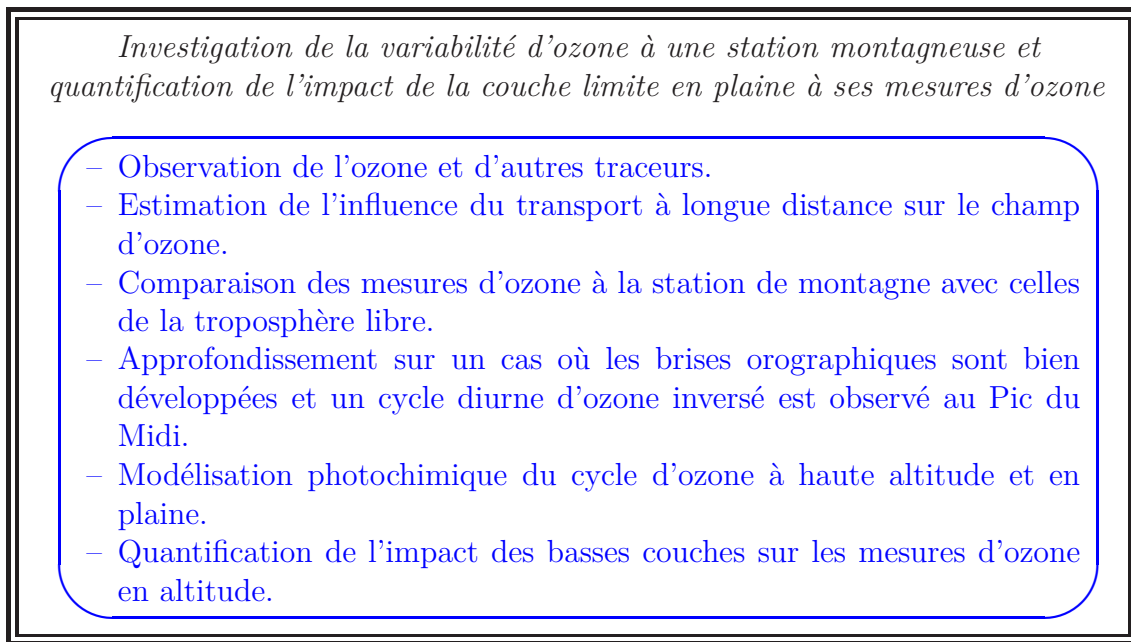 Investigation de la variabilité d'ozone à une station montagneuse et
quantification de l'impact de la couche limite en plaine à ses mesures d'ozone
– Observation de l'ozone et d'autres traceurs.
– Estimation de l'influence du transport à longue distance sur le champ
d'ozone.
– Comparaison des mesures d'ozone à la station de montagne avec celles
de la troposphère libre.
– Approfondissement sur un cas où les brises orographiques sont bien
développées et un cycle diurne d'ozone inversé est observé au Pic du
Midi.
– Modélisation photochimique du cycle d'ozone à haute altitude et en
plaine.
– Quantification de l'impact des basses couches sur les mesures d'ozone
en altitude.